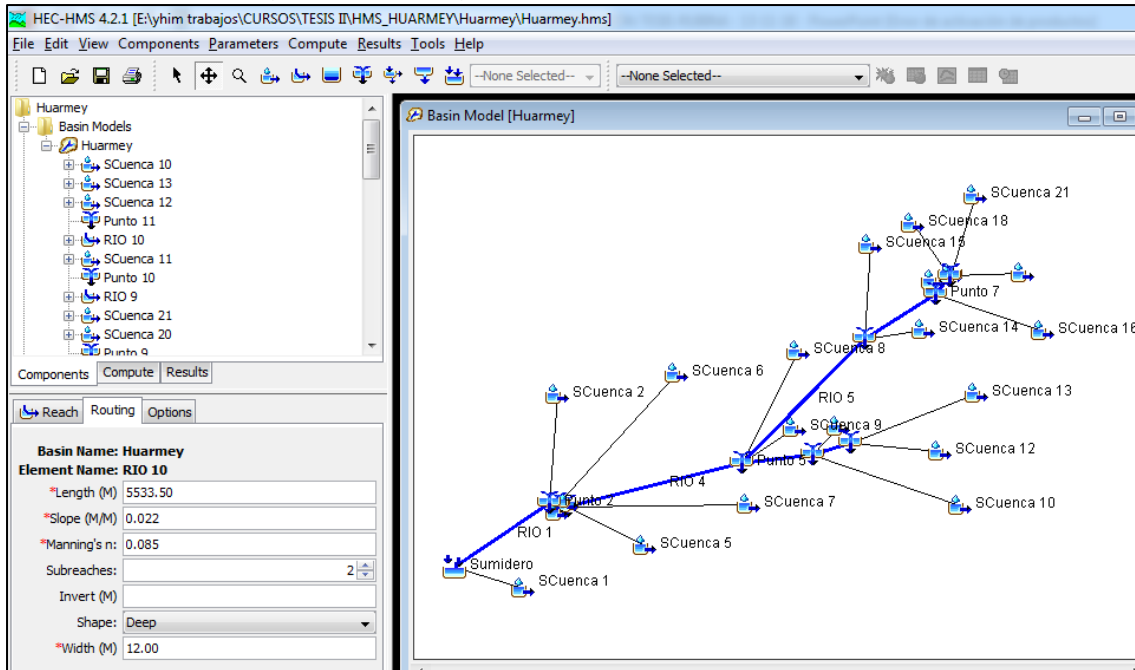 HEC-HMS 4.2.1 [E:\yhim trabajos\CURSOS\TESIS II\HMS_HUARMEY\Huarmey\Huarmey.hms]
File Edit View Components Parameters Compute Results Tools Help
--None Selected-- --None Selected--
Huarmey
Basin Models
Huarmey
SCuenca 10
SCuenca 13
SCuenca 12
Punto 11
RIO 10
SCuenca 11
Punto 10
RIO 9
SCuenca 21
SCuenca 20
Punto 9
Components Compute Results
Reach Routing Options
Basin Name: Huarmey
Element Name: RIO 10
*Length (M) 5533.50
*Slope (M/M) 0.022
*Manning's n: 0.085
Subreaches: 2
Invert (M)
Shape: Deep
*Width (M) 12.00
Basin Model [Huarmey]
SCuenca 21
SCuenca 18
SCuenca 15
Punto 7
SCuenca 14
SCuenca 16
SCuenca 8
SCuenca 6
SCuenca 2
RIO 5
SCuenca 13
SCuenca 9
SCuenca 12
Punto 5
RIO 4
SCuenca 10
Punto 2
SCuenca 7
RIO 1
SCuenca 5
Sumidero
SCuenca 1